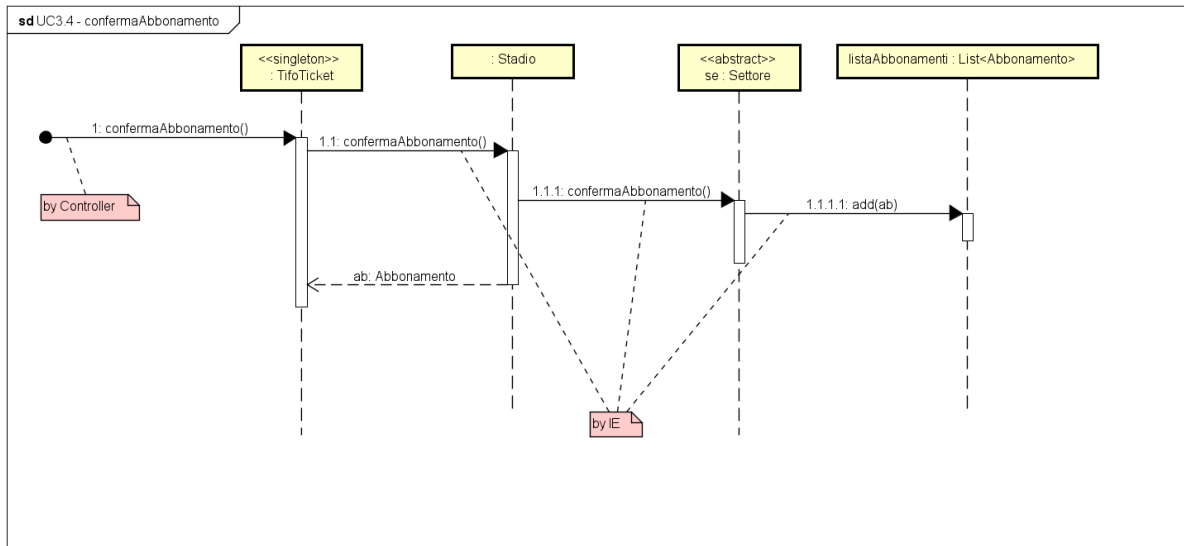 sd UC3.4 - confermaAbbonamento
<<singleton>>
: TifoTicket
: Stadio
<<abstract>>
se : Settore
listaAbbonamenti : List<Abbonamento>
1: confermaAbbonamento()
1.1: confermaAbbonamento()
1.1.1: confermaAbbonamento()
1.1.1.1: add(ab)
by Controller
ab: Abbonamento
by IE